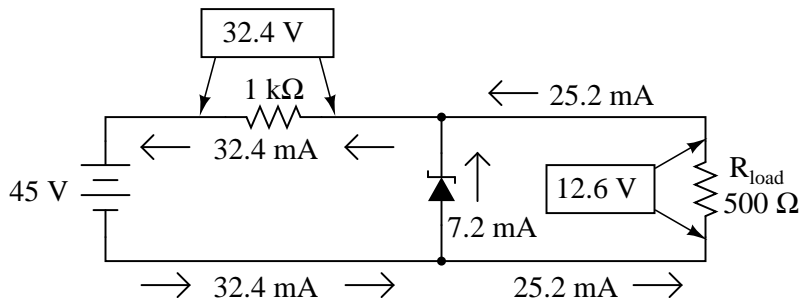 32.4 V
1 kΩ
25.2 mA
32.4 mA
45 V
12.6 V
R_load
500 Ω
7.2 mA
32.4 mA
25.2 mA